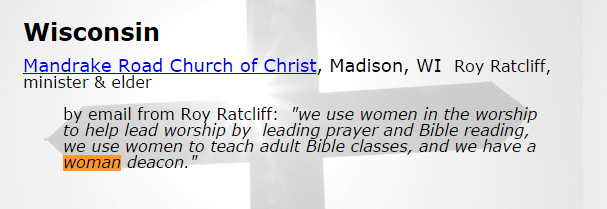 Wisconsin
Mandrake Road Church of Christ, Madison, WI  Roy Ratcliff,
minister & elder
by email from Roy Ratcliff:  "we use women in the worship
to help lead worship by  leading prayer and Bible reading,
we use women to teach adult Bible classes, and we have a
woman deacon."